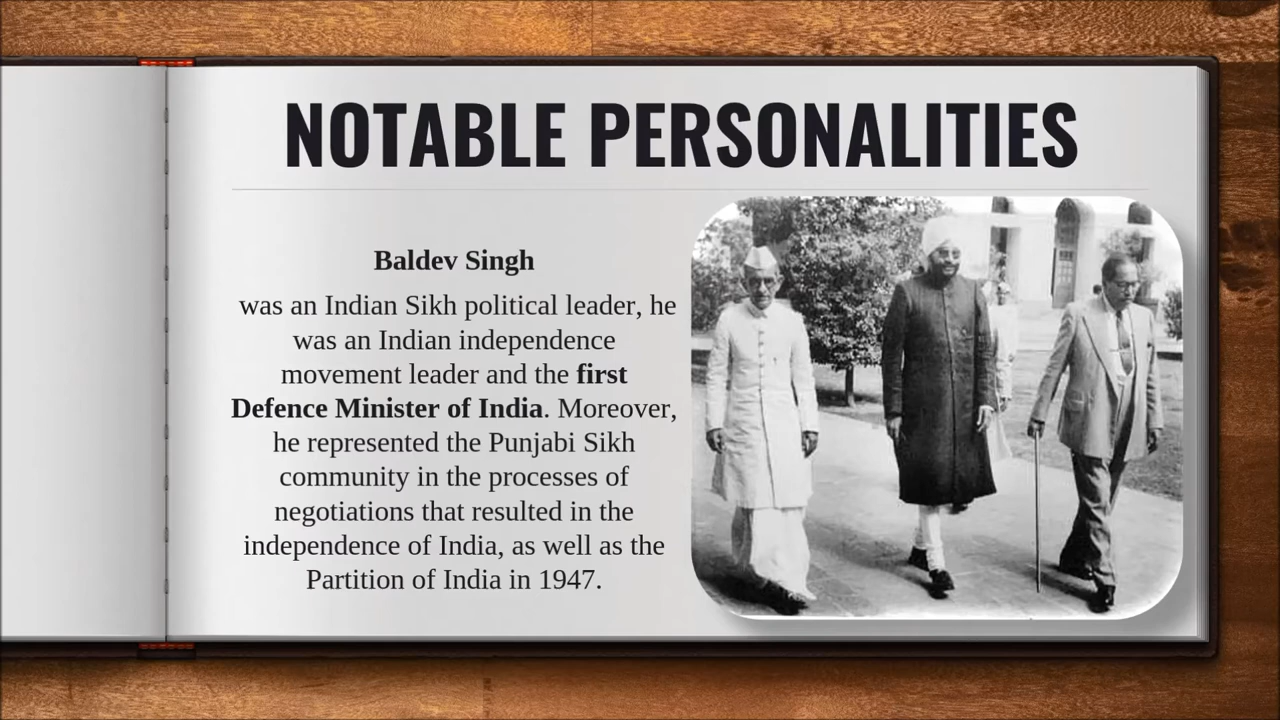 NOTABLE PERSONALITIES
Baldev Singh
was an Indian Sikh political leader, he
was an Indian independence
movement leader and the first
Defence Minister of India. Moreover,
he represented the Punjabi Sikh
community in the processes of
negotiations that resulted in the
independence of India, as well as the
Partition of India in 1947.